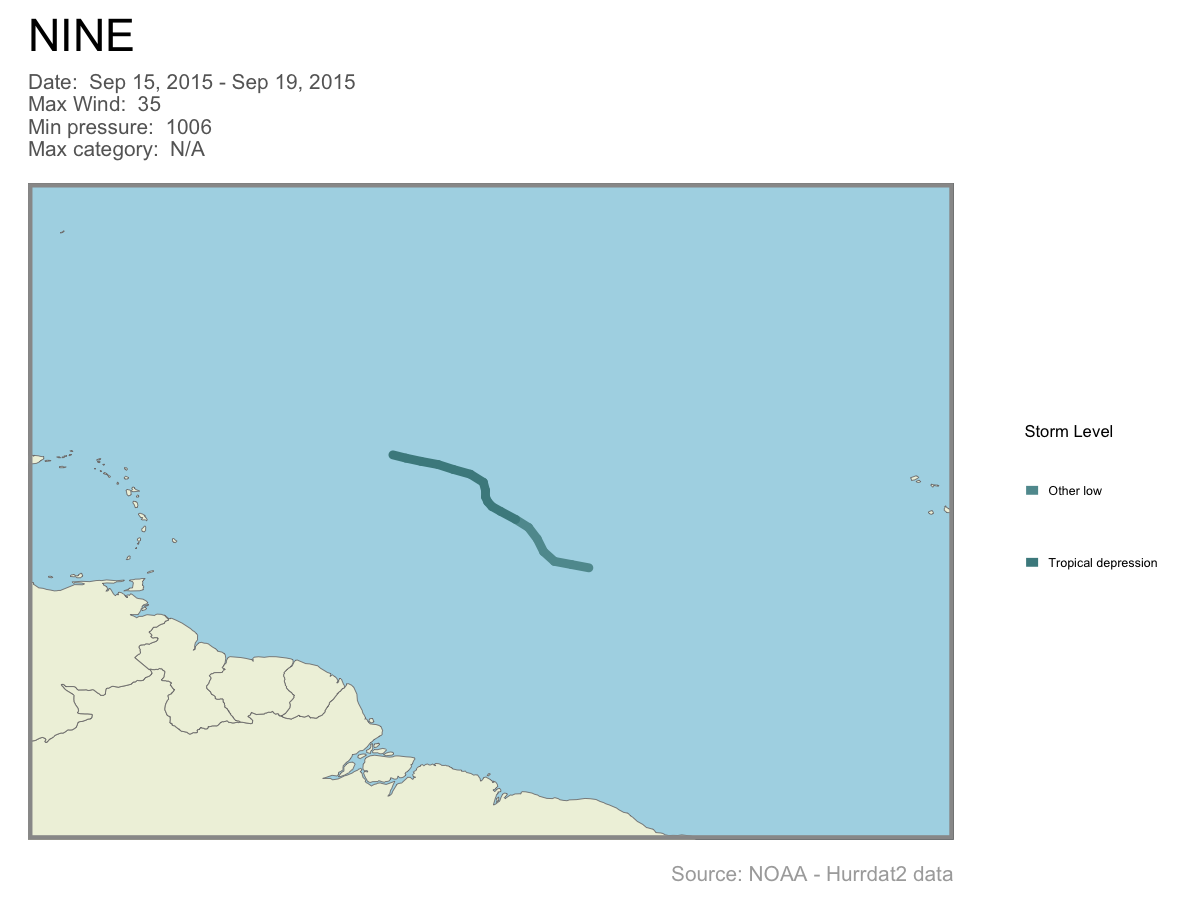 NINE
Date:  Sep 15, 2015 - Sep 19, 2015
Max Wind:  35
Min pressure:  1006
Max category:  N/A
Storm Level
Other low
Tropical depression
Source: NOAA - Hurrdat2 data